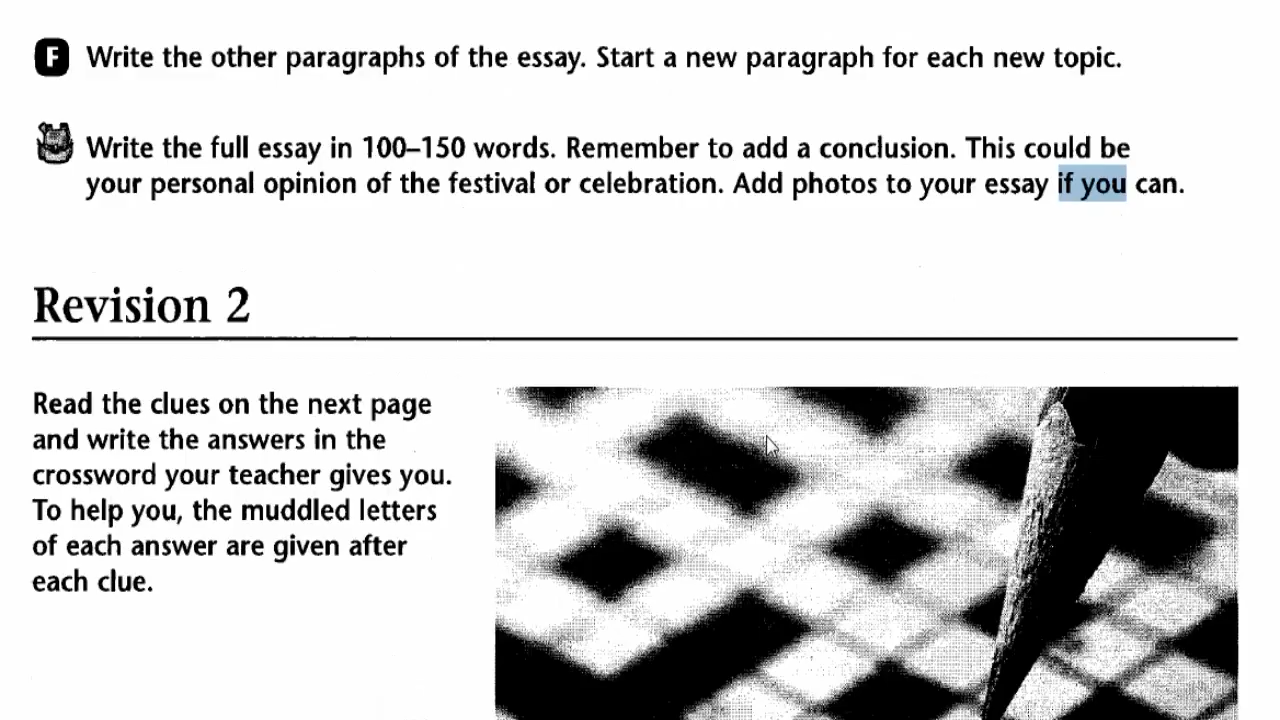 F Write the other paragraphs of the essay. Start a new paragraph for each new topic.
Write the full essay in 100–150 words. Remember to add a conclusion. This could be
your personal opinion of the festival or celebration. Add photos to your essay if you can.
Revision 2
Read the clues on the next page
and write the answers in the
crossword your teacher gives you.
To help you, the muddled letters
of each answer are given after
each clue.